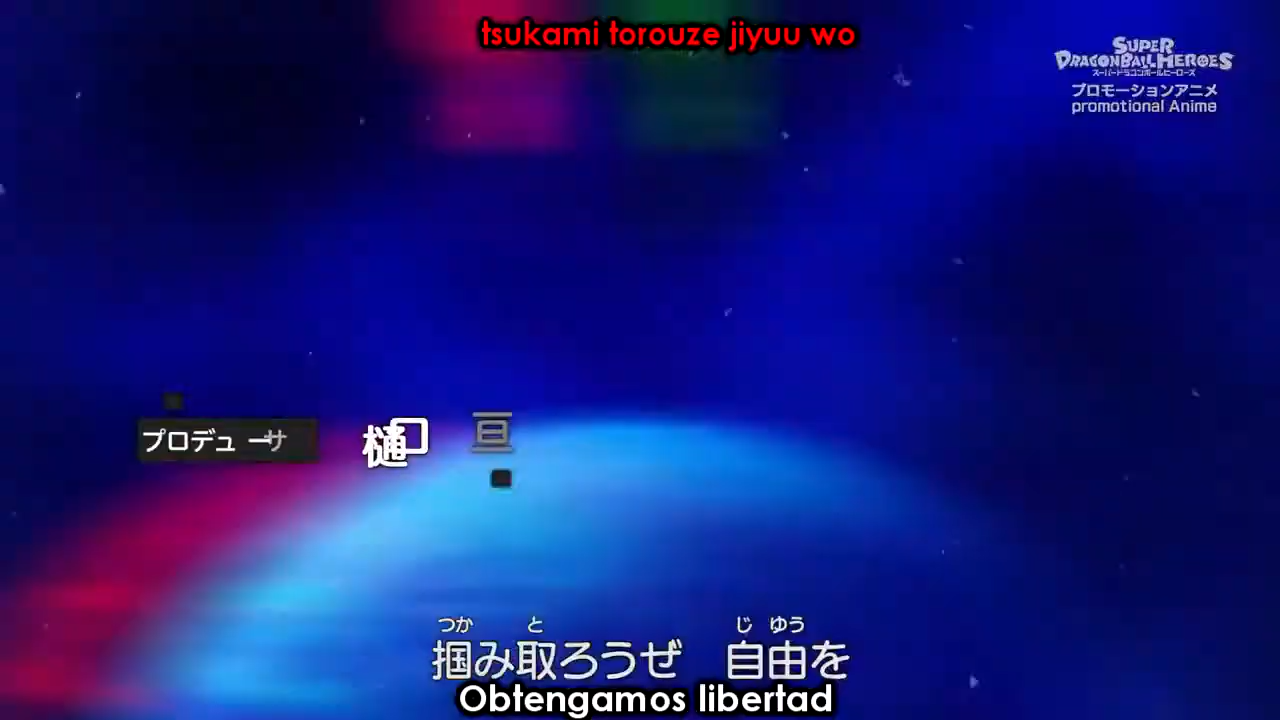 tsukami torouze jiyuu wo
SUPER
DRAGONBALL HEROES
スーパードラゴンボールヒーローズ
プロモーションアニメ
promotional Anime
プロデューサ
樋口 亘
つか と じ ゆう
掴み取ろうぜ 自由を
Obtengamos libertad